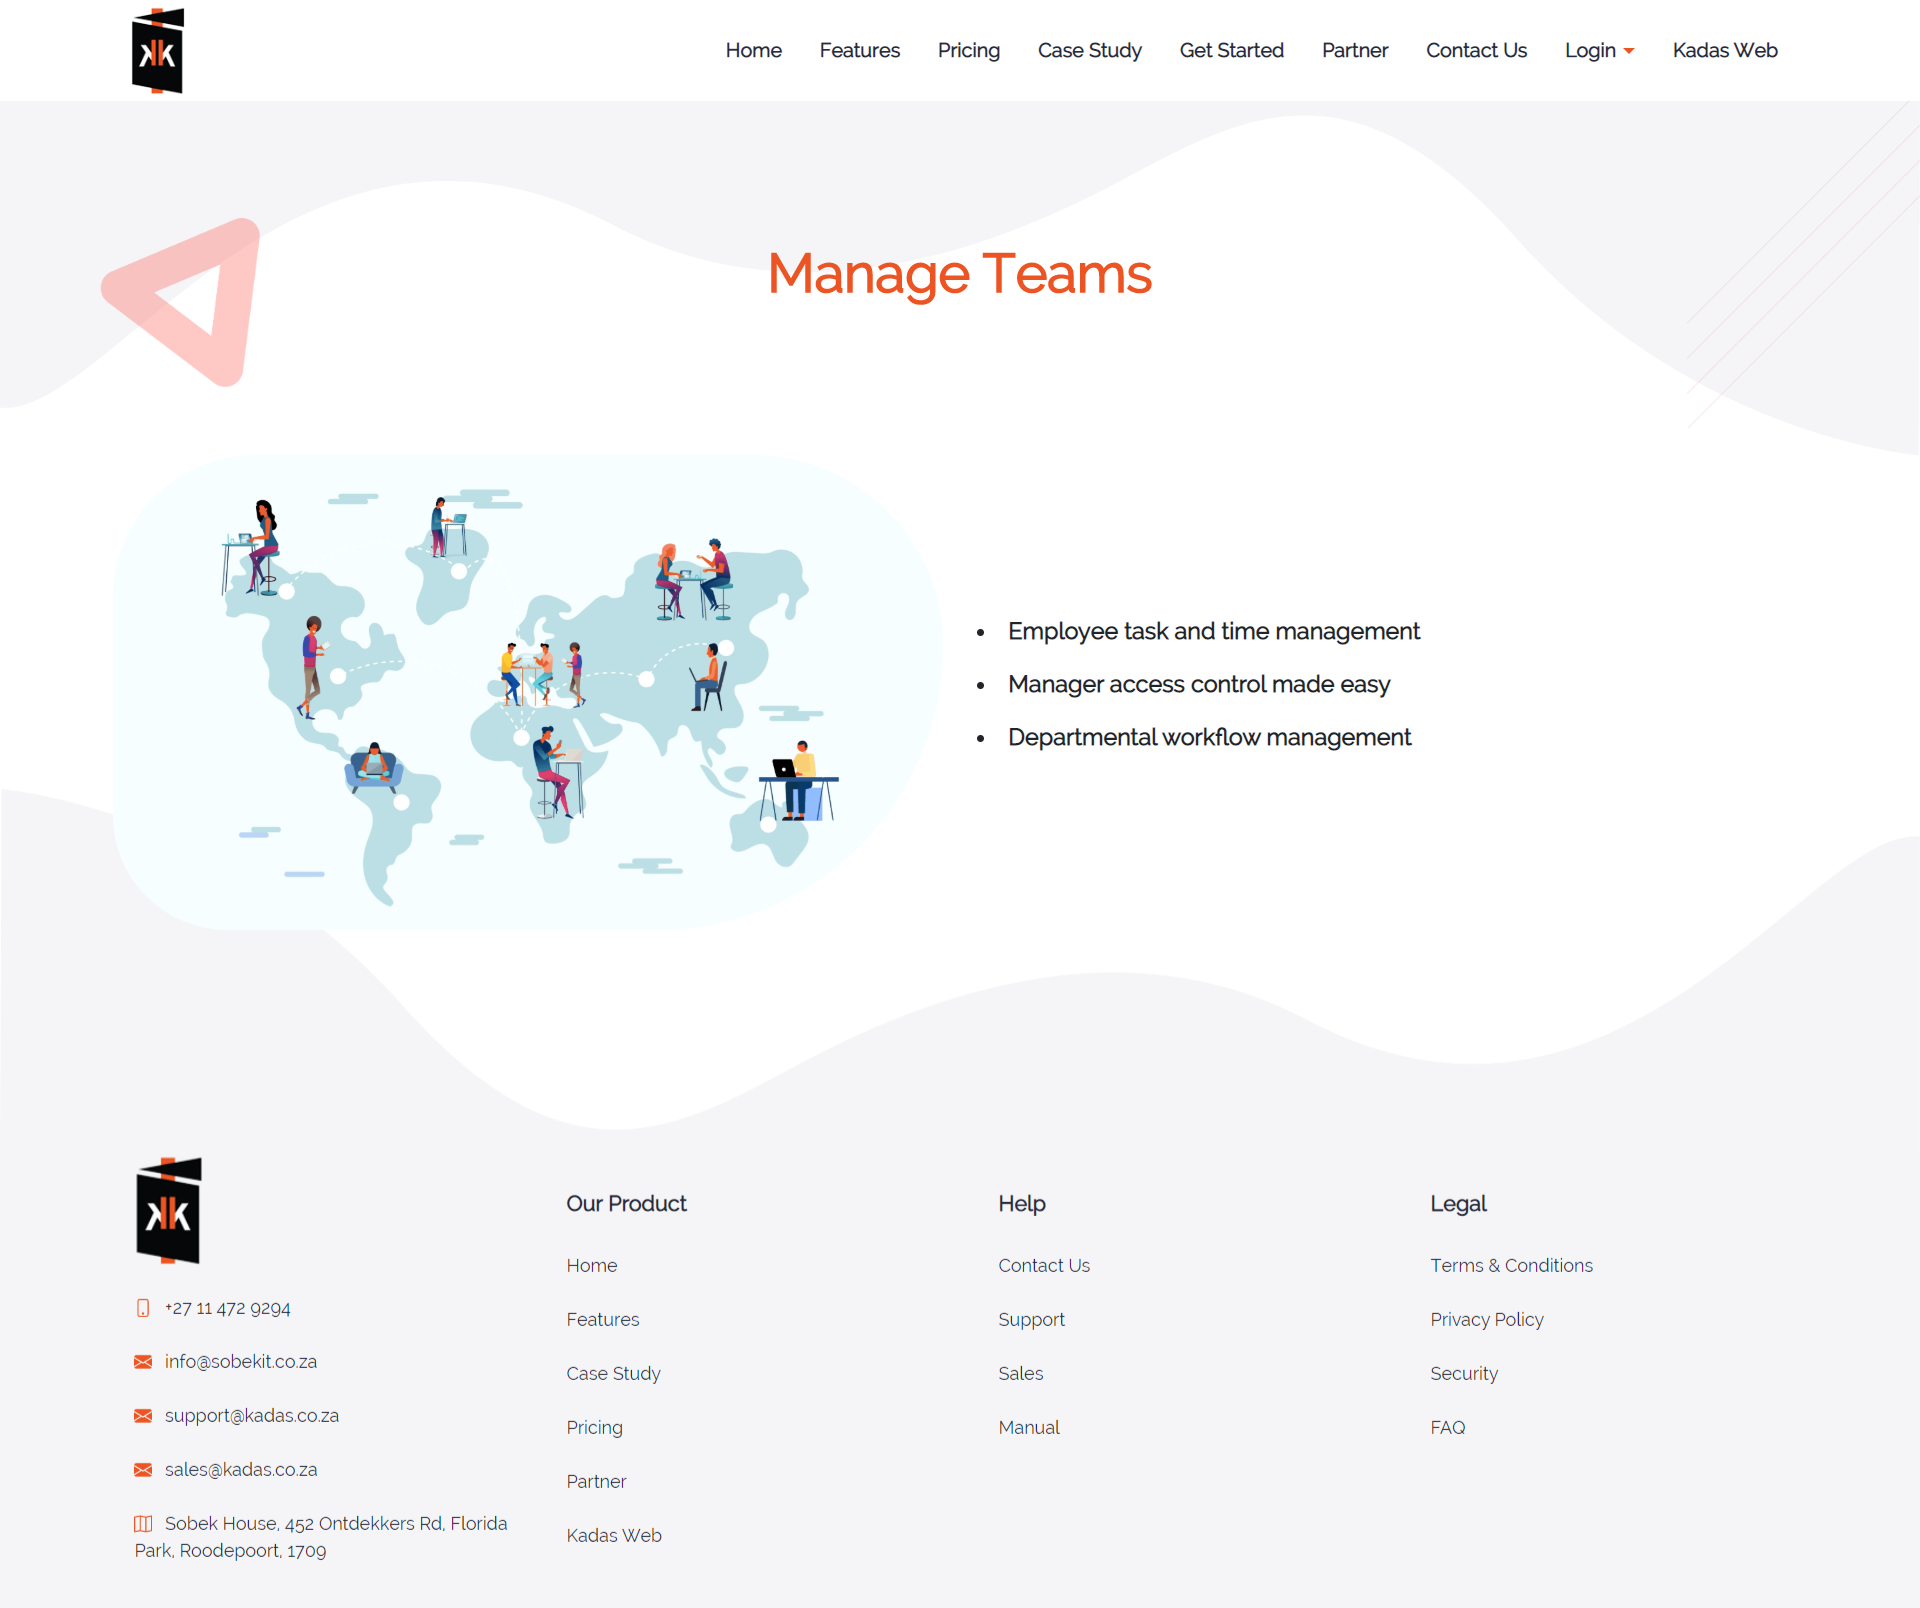 Home Features Pricing Case Study Get Started Partner Contact Us Login Kadas Web
Manage Teams
Employee task and time management
Manager access control made easy
Departmental workflow management
+27 11 472 9294
info@sobekit.co.za
support@kadas.co.za
sales@kadas.co.za
Sobek House, 452 Ontdekkers Rd, Florida
Park, Roodepoort, 1709
Our Product
Home
Features
Case Study
Pricing
Partner
Kadas Web
Help
Contact Us
Support
Sales
Manual
Legal
Terms & Conditions
Privacy Policy
Security
FAQ